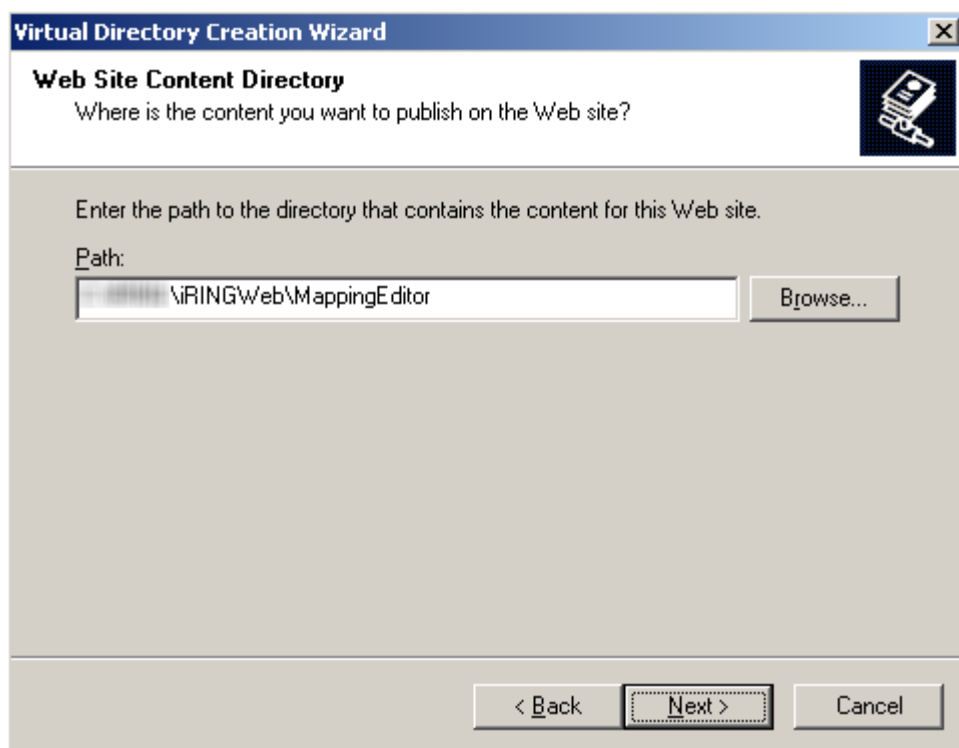 Virtual Directory Creation Wizard
Web Site Content Directory
Where is the content you want to publish on the Web site?
Enter the path to the directory that contains the content for this Web site.
Path:
\iRINGWeb\MappingEditor
Browse...
< Back
Next >
Cancel